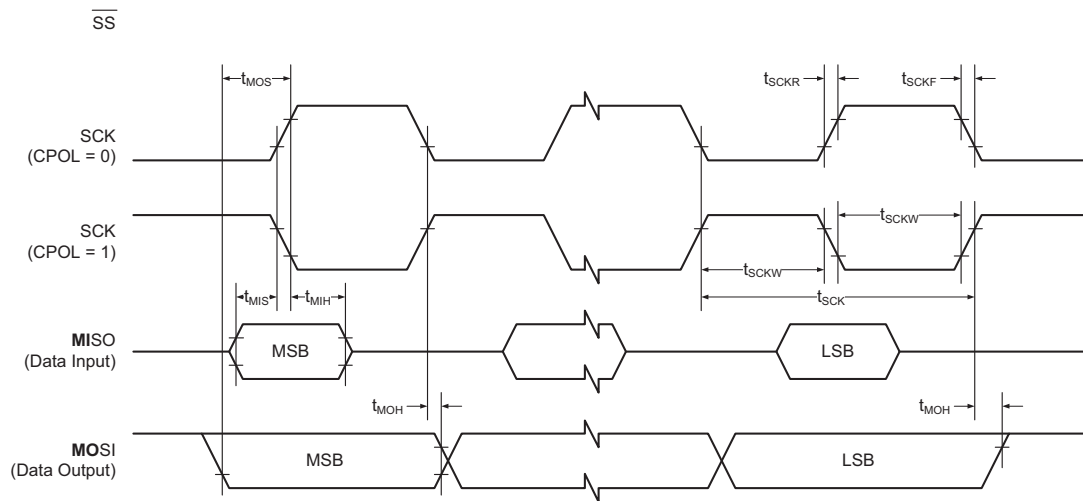 SS
tMOS
tSCKR
tSCKF
SCK
(CPOL = 0)
SCK
(CPOL = 1)
tSCKW
tSCKW
tSCK
tMIS
tMIH
MISO
(Data Input)
MSB
LSB
tMOH
tMOH
MOSI
(Data Output)
MSB
LSB